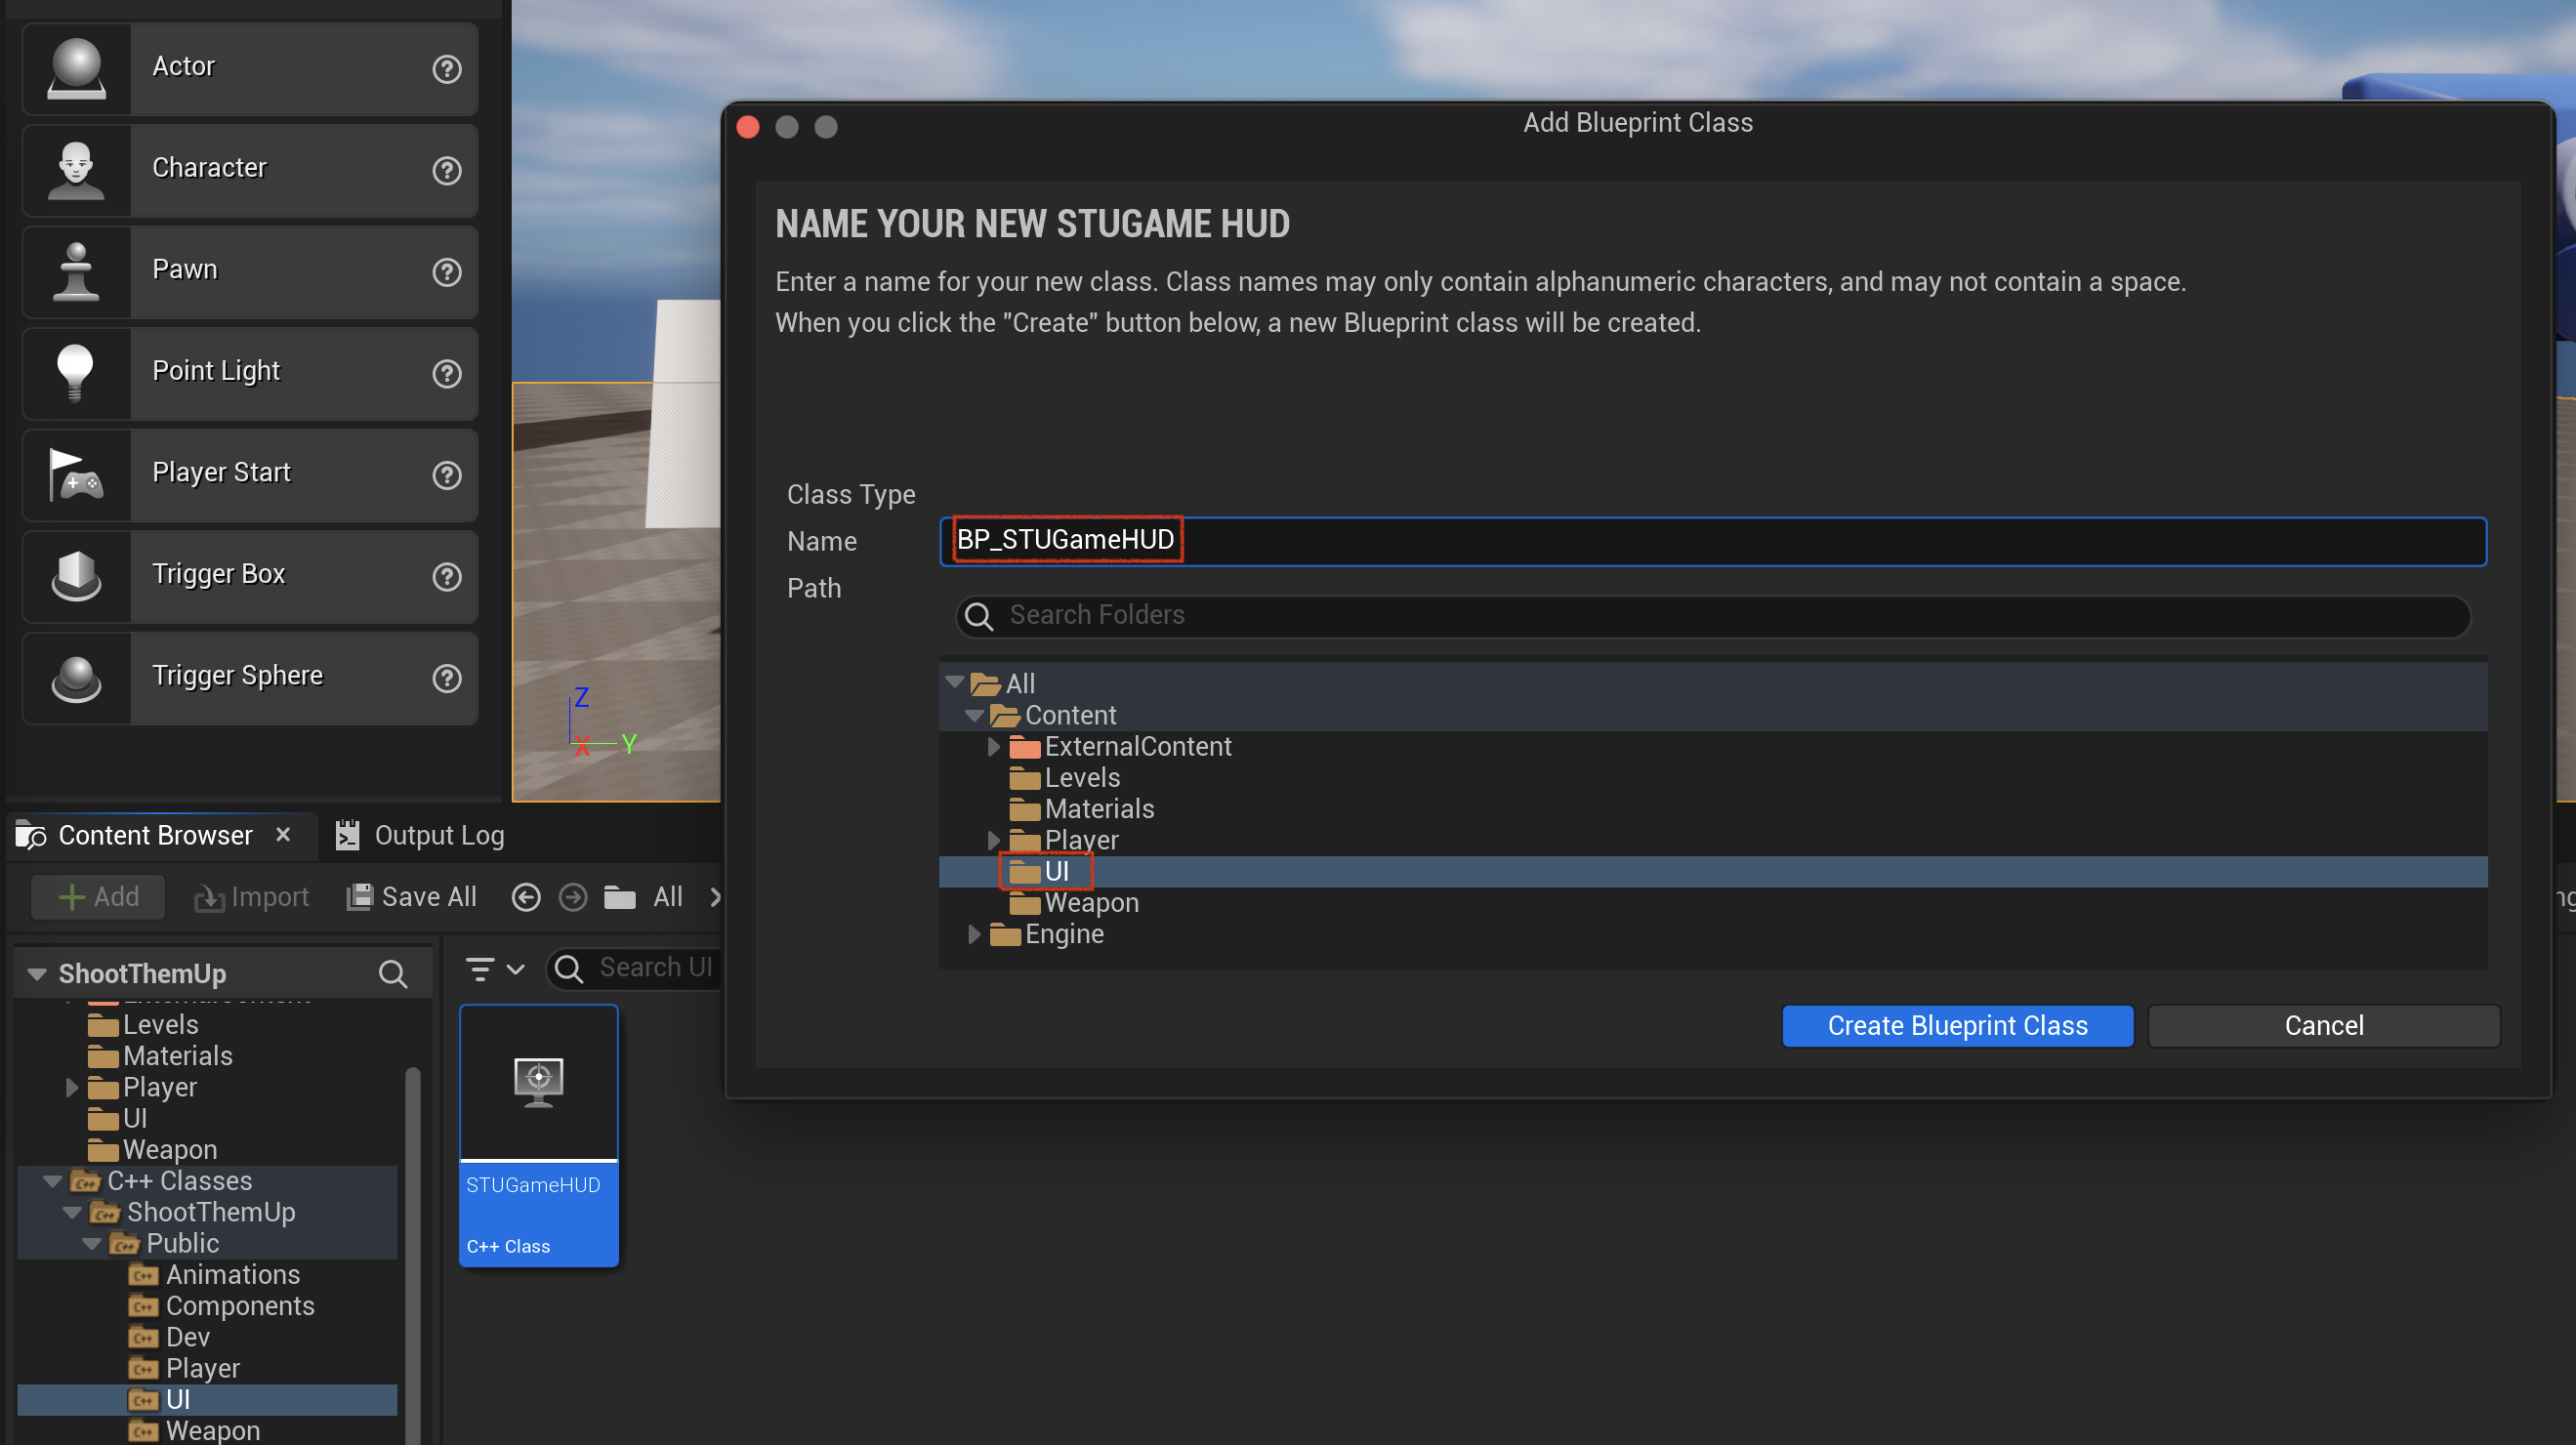 Actor
Character
Pawn
Point Light
Player Start
Trigger Box
Trigger Sphere
Z
X Y
Add Blueprint Class
NAME YOUR NEW STUGAME HUD
Enter a name for your new class. Class names may only contain alphanumeric characters, and may not contain a space.
When you click the "Create" button below, a new Blueprint class will be created.
Class Type
Name
BP_STUGameHUD
Path
Search Folders
All
Content
ExternalContent
Levels
Materials
Player
UI
Weapon
Engine
Create Blueprint Class
Cancel
Content Browser
Output Log
Add
Import
Save All
All
ShootThemUp
Levels
Materials
Player
UI
Weapon
C++ Classes
ShootThemUp
Public
Animations
Components
Dev
Player
UI
Weapon
Search UI
STUGameHUD
C++ Class